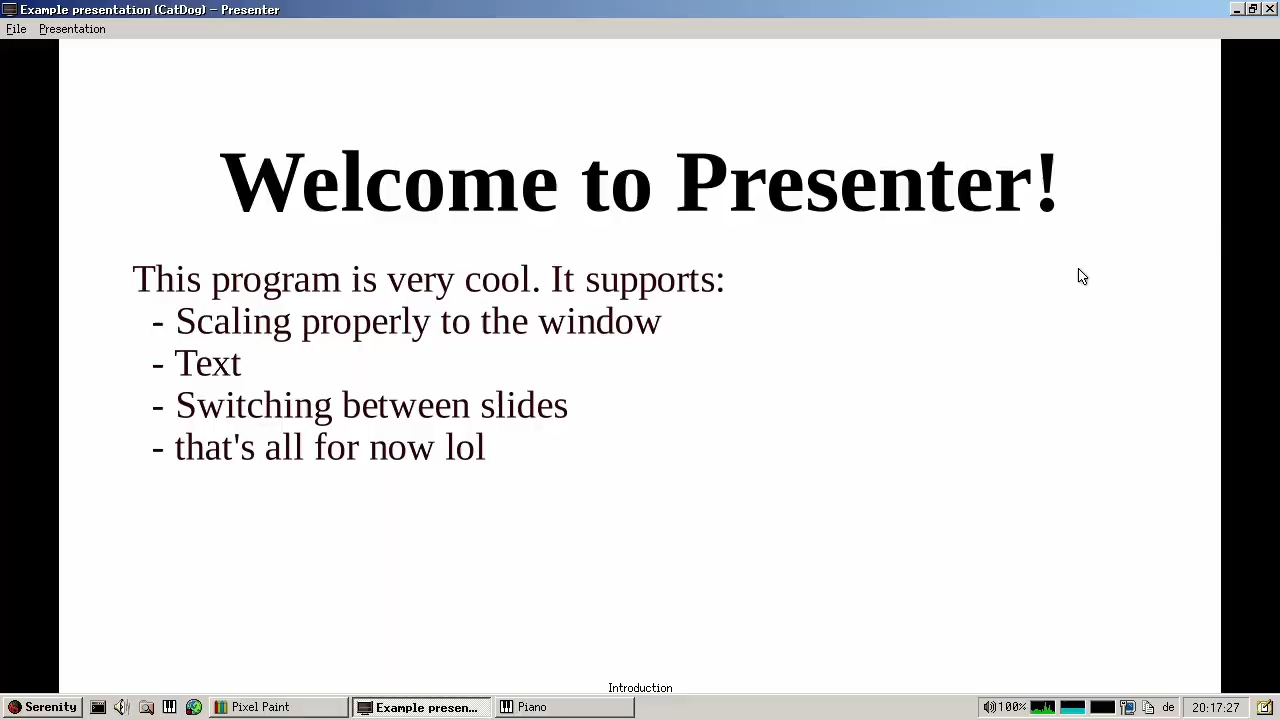 Example presentation (CatDog) – Presenter
File Presentation
Welcome to Presenter!
This program is very cool. It supports:
- Scaling properly to the window
- Text
- Switching between slides
- that's all for now lol
Introduction
Serenity Pixel Paint Example presen... Piano 100% de 20:17:27